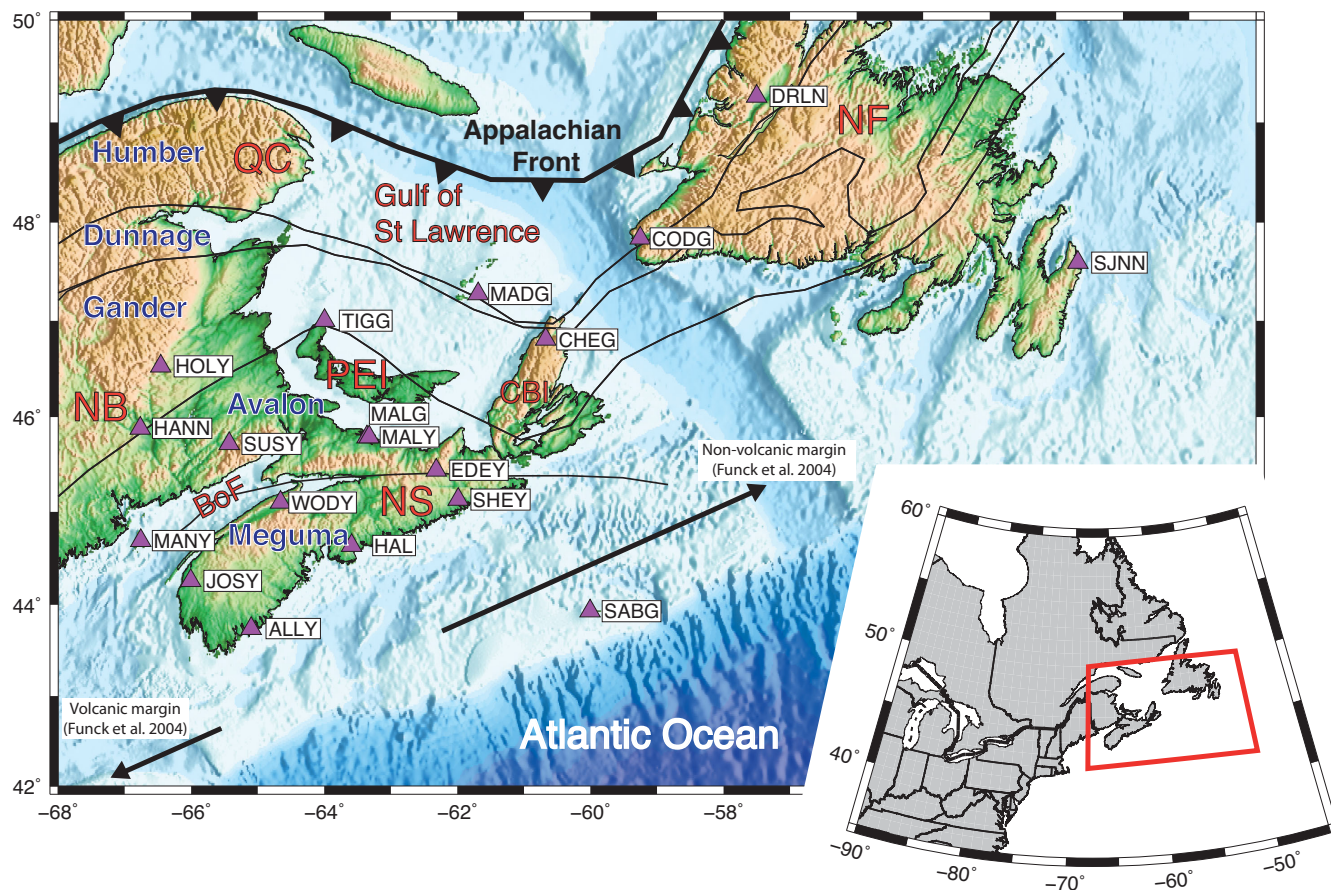 50°
48°
46°
44°
42°
−68°
−66°
−64°
−62°
−60°
−58°
Appalachian
Front
DRLN
NF
Humber
QC
Gulf of
St Lawrence
Dunnage
CODG
SJNN
Gander
MADG
TIGG
CHEG
HOLY
PEI
CBI
NB
Avalon
MALG
HANN
MALY
SUSY
EDEY
Non-volcanic margin
(Funck et al. 2004)
BoF
WODY
NS
SHEY
MANY
Meguma
HAL
JOSY
SABG
ALLY
Volcanic margin
(Funck et al. 2004)
Atlantic Ocean
60°
50°
40°
−90°
−80°
−70°
−60°
−50°